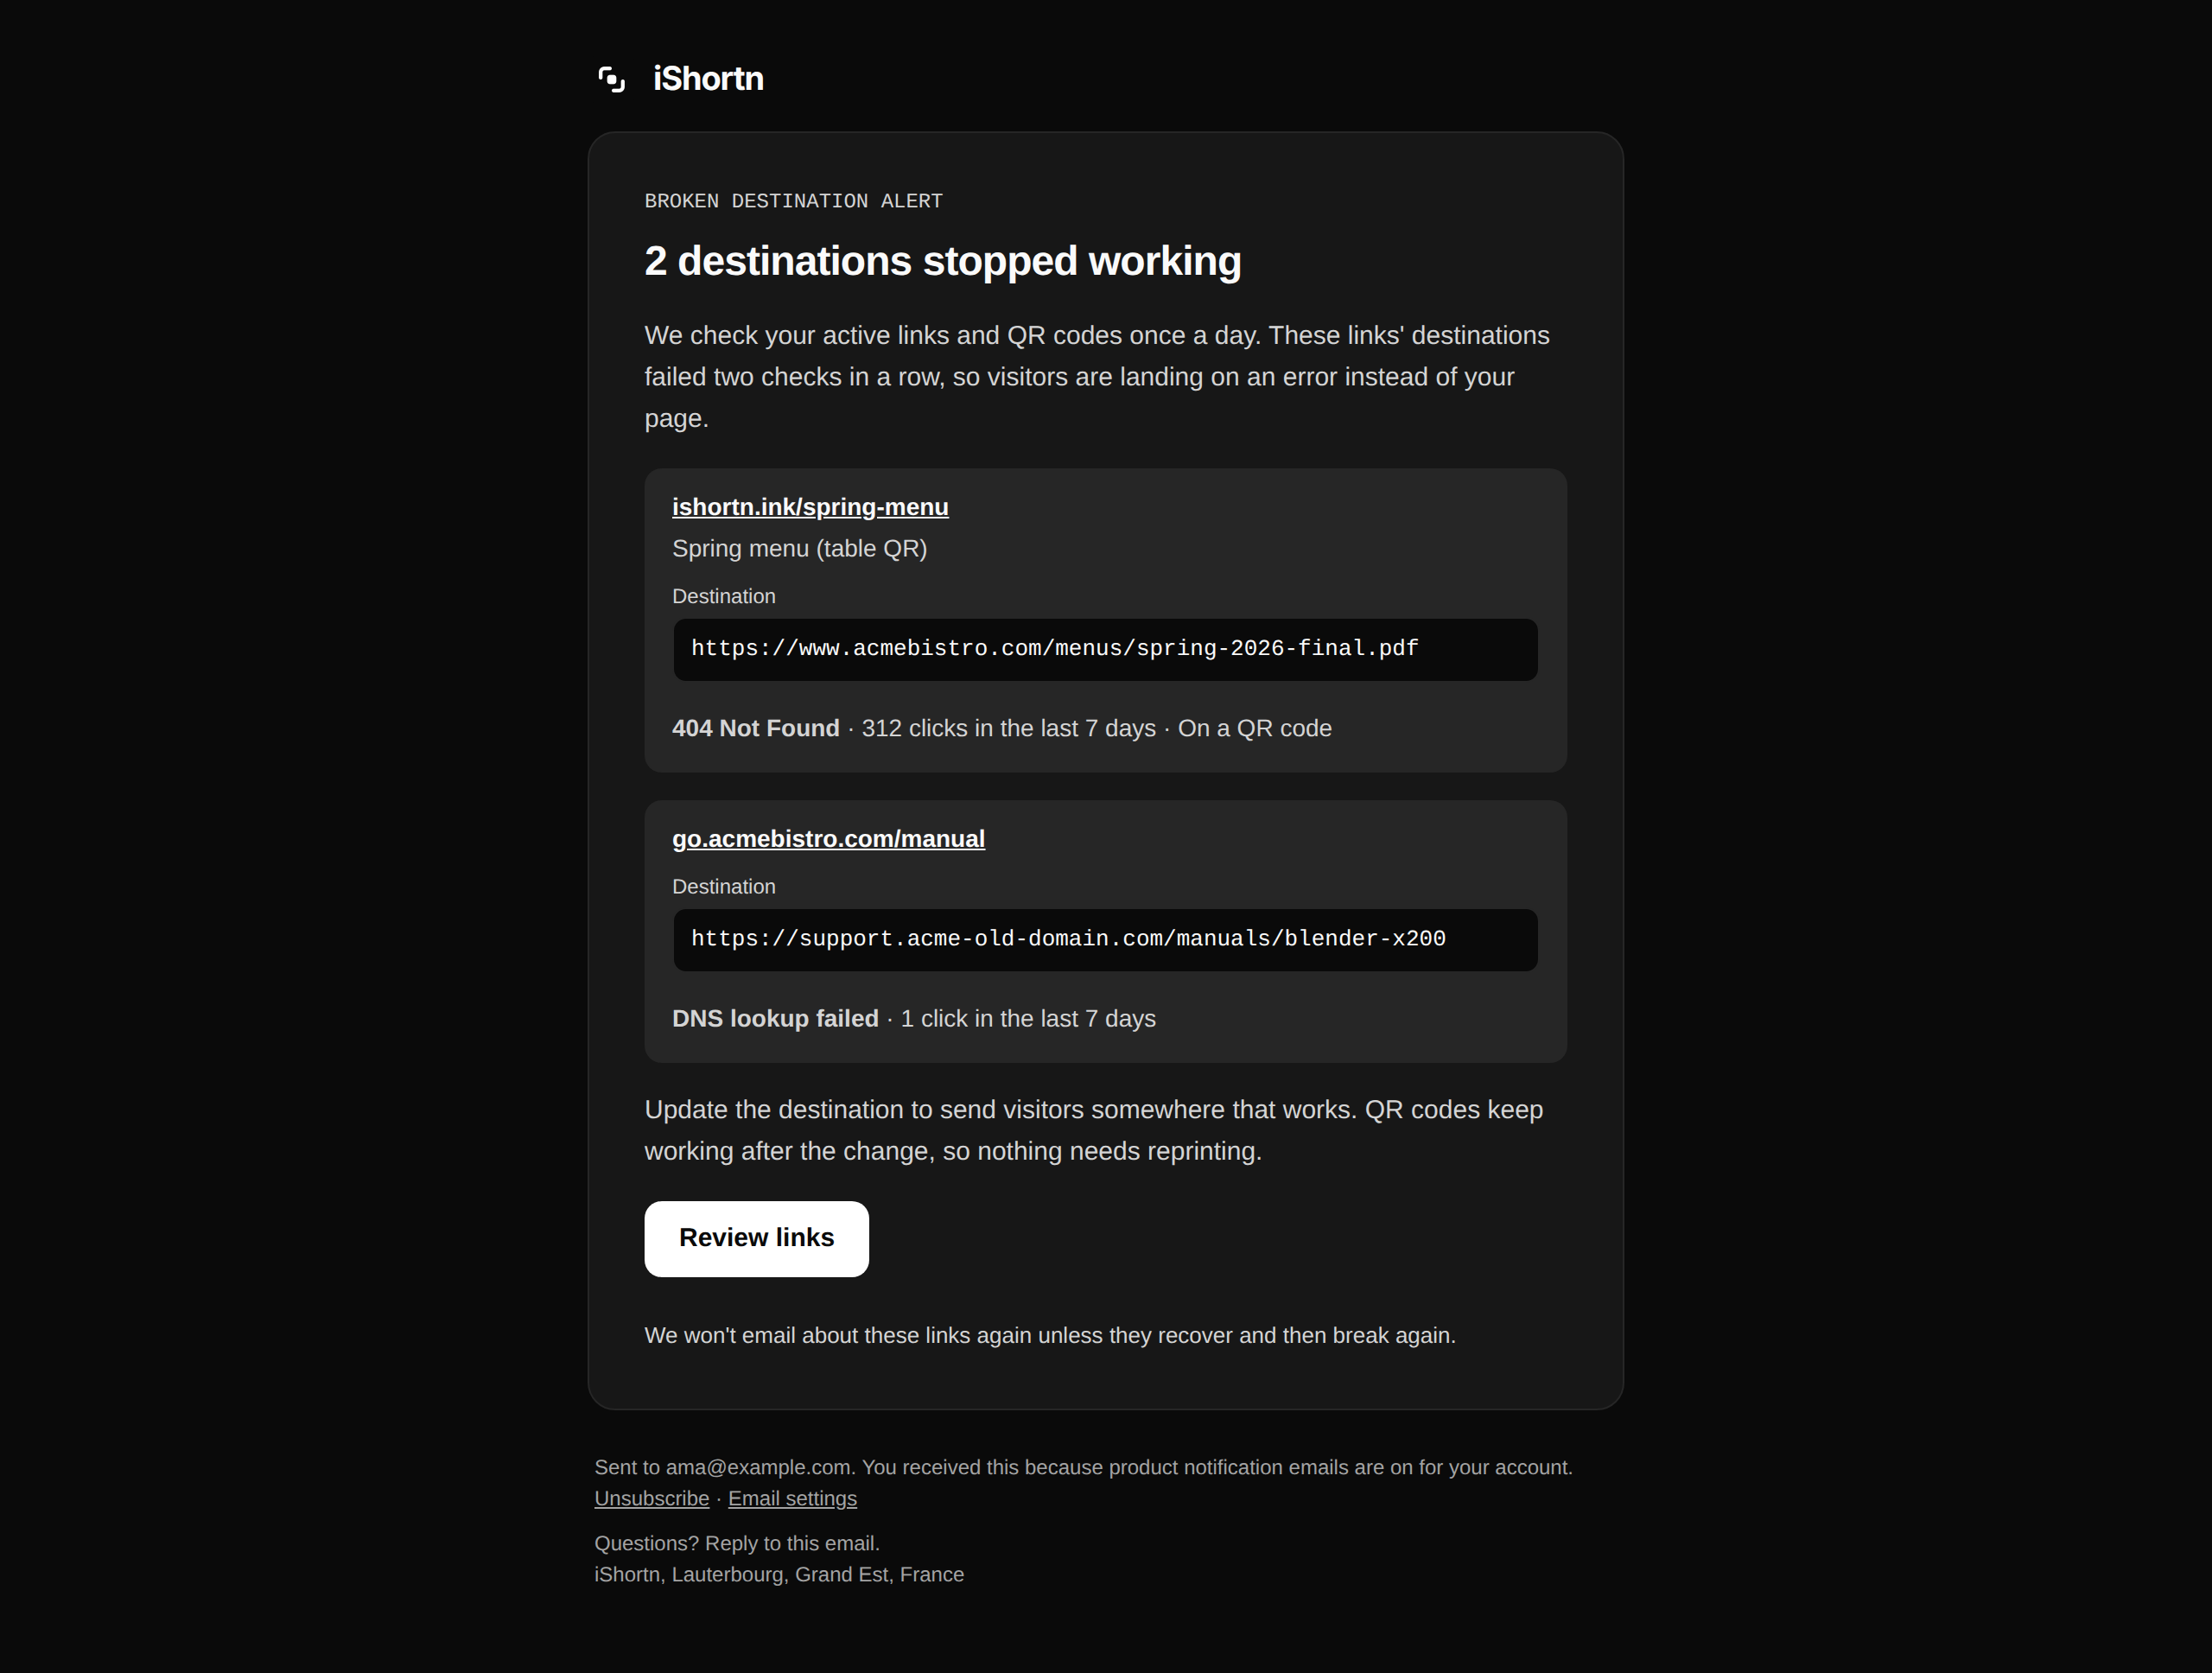 iShortn
BROKEN DESTINATION ALERT
2 destinations stopped working
We check your active links and QR codes once a day. These links' destinations
failed two checks in a row, so visitors are landing on an error instead of your
page.
ishortn.ink/spring-menu
Spring menu (table QR)
Destination
https://www.acmebistro.com/menus/spring-2026-final.pdf
404 Not Found · 312 clicks in the last 7 days · On a QR code
go.acmebistro.com/manual
Destination
https://support.acme-old-domain.com/manuals/blender-x200
DNS lookup failed · 1 click in the last 7 days
Update the destination to send visitors somewhere that works. QR codes keep
working after the change, so nothing needs reprinting.
Review links
We won't email about these links again unless they recover and then break again.
Sent to ama@example.com. You received this because product notification emails are on for your account.
Unsubscribe · Email settings
Questions? Reply to this email.
iShortn, Lauterbourg, Grand Est, France